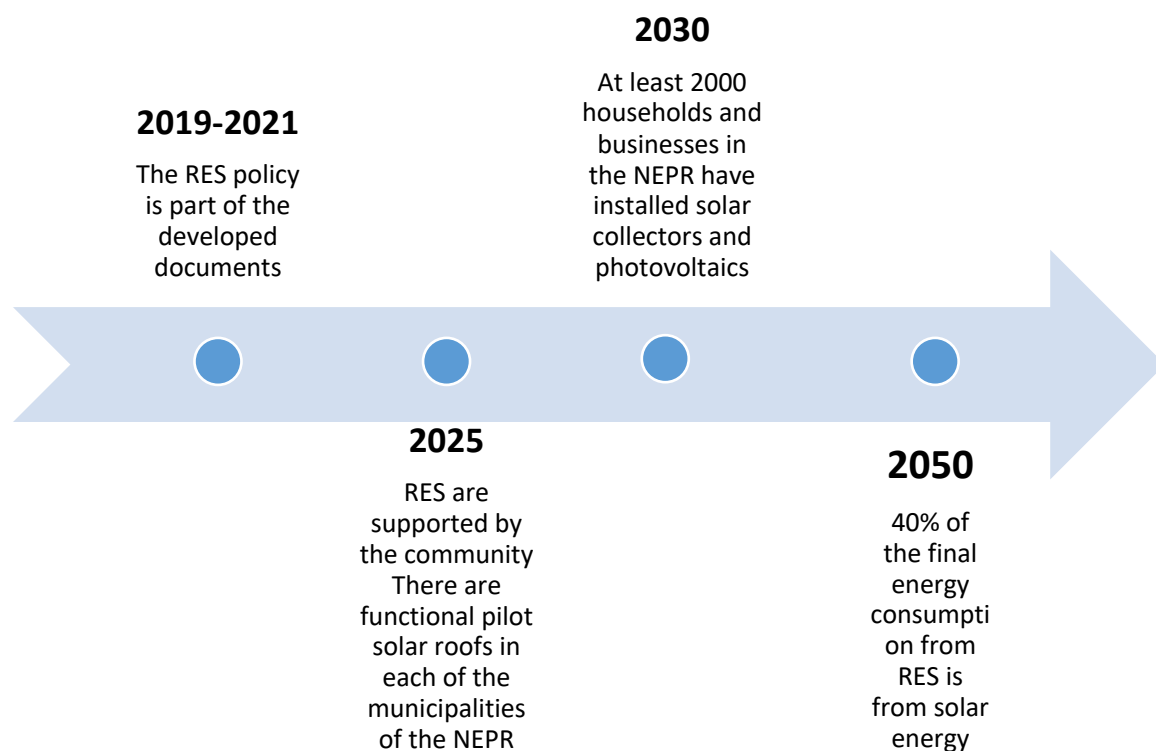 2019-2021
The RES policy
is part of the
developed
documents
2025
RES are
supported by
the community
There are
functional pilot
solar roofs in
each of the
municipalities
of the NEPR
2030
At least 2000
households and
businesses in
the NEPR have
installed solar
collectors and
photovoltaics
2050
40% of
the final
energy
consumpti
on from
RES is
from solar
energy